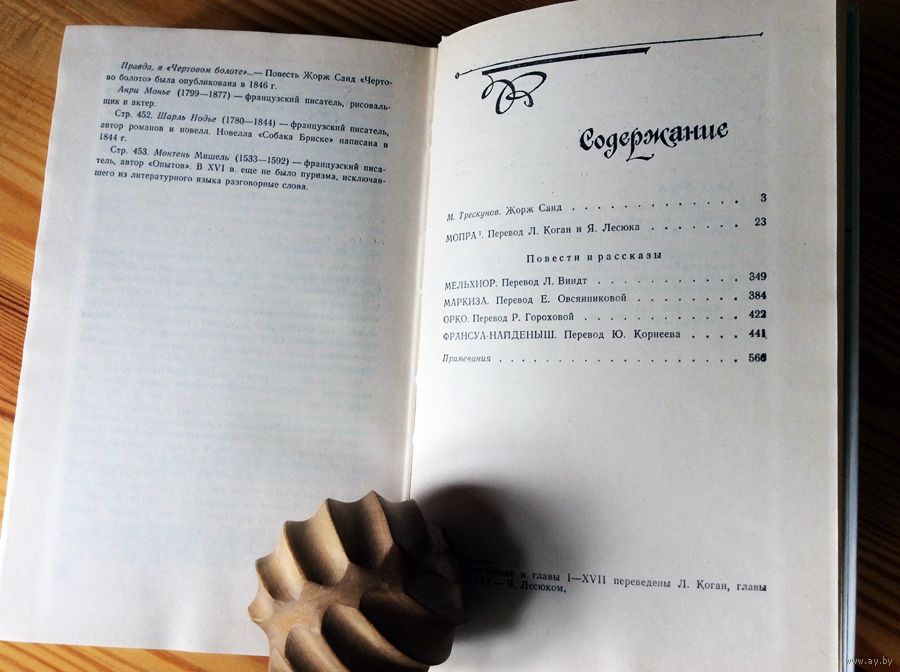 Правда, в «Чертовом болоте»...— Повесть Жорж Санд «Черто-
во болото» была опубликована в 1846 г.
Анри Монье (1799—1877) — французский писатель, рисоваль-
щик и актер.
Стр. 452. Шарль Нодье (1780—1844) — французский писатель,
автор романов и повелл. Новелла «Собака Бриске» написана в
1844 г.
Стр. 453. Монтень Мишель (1533—1592) — французский писа-
тель, автор «Опытов». В XVI в. еще не было пуризма, исключав-
шего из литературного языка разговорные слова.
Содержание
М. Трескунов. Жорж Санд . . . . . . . . . . . . . 3
МОПРА¹. Перевод Л. Коган и Я. Лесюка . . . . . . . 23
Повести и рассказы
МЕЛЬХИОР. Перевод Л. Виндт . . . . . . . . . . . 349
МАРКИЗА. Перевод Е. Овсянниковой . . . . . . . . 384
ОРКО. Перевод Р. Гороховой . . . . . . . . . . . 422
ФРАНСУА-НАЙДЕНЫШ. Перевод Ю. Корнеева . . . . 441
Примечания . . . . . . . . . . . . . . . . . .
и главы I—XVII переведены Л. Коган, главы
— Я. Лесюком,
www.ay.by